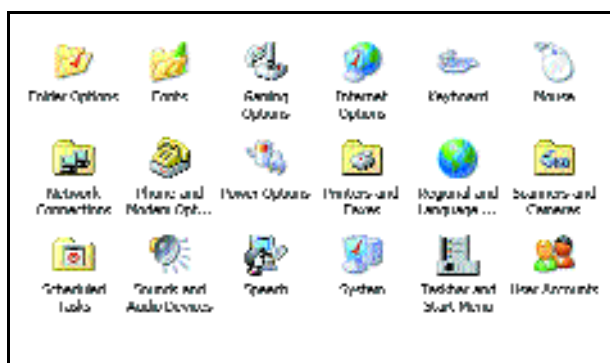 Folder Options
Fonts
Gaming
Options
Internet
Options
Keyboard
Mouse
Network
Connections
Phone and
Modem Opt...
Power Options
Printers and
Faxes
Regional and
Language ...
Scanners and
Cameras
Scheduled
Tasks
Sounds and
Audio Devices
Speech
System
Taskbar and
Start Menu
User Accounts